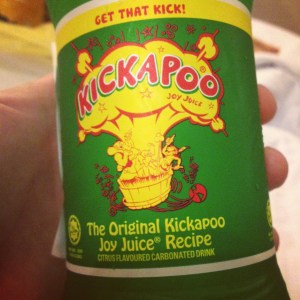 GET THAT KICK!
KICKAPOO
JOY JUICE
The Original Kickapoo
Joy Juice® Recipe
CITRUS FLAVOURED CARBONATED DRINK